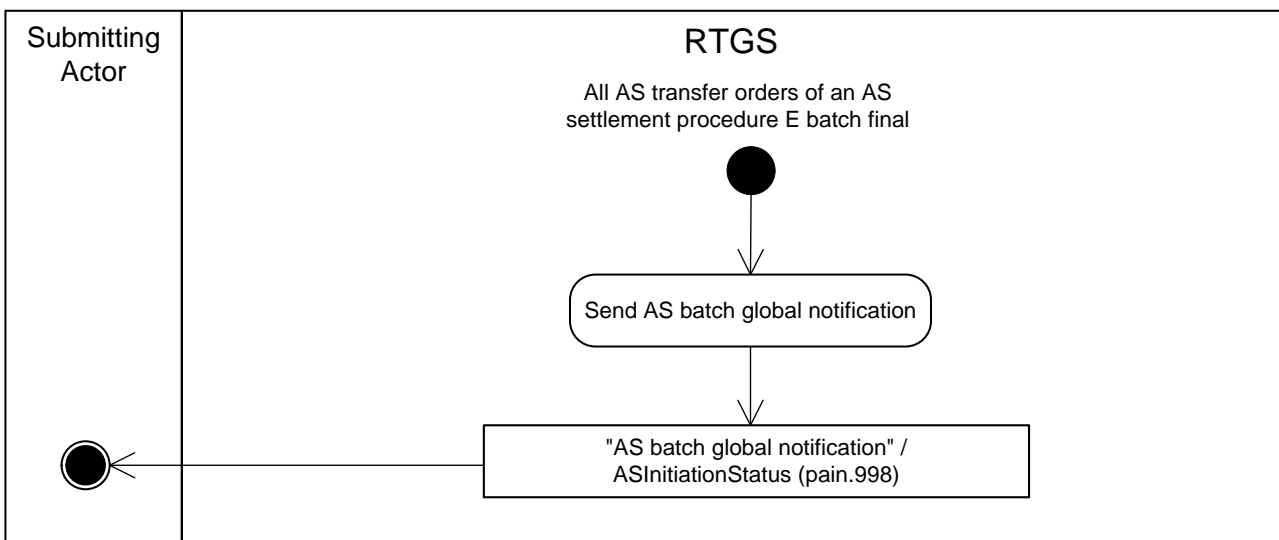 Submitting
Actor
RTGS
All AS transfer orders of an AS
settlement procedure E batch final
Send AS batch global notification
"AS batch global notification" /
ASInitiationStatus (pain.998)